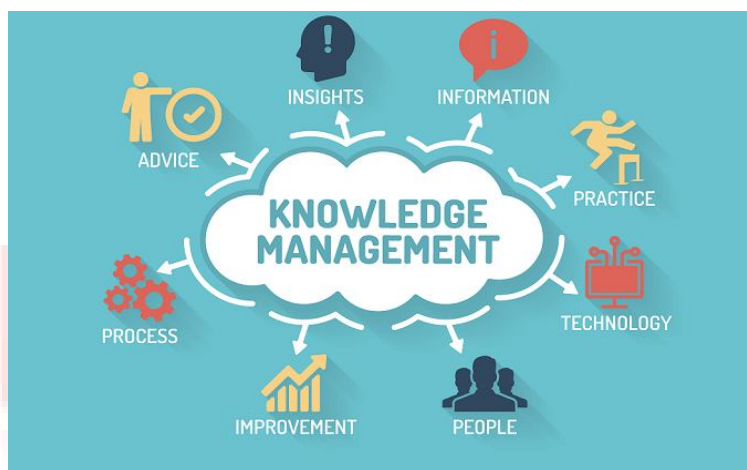 INSIGHTS
INFORMATION
ADVICE
PRACTICE
KNOWLEDGE
MANAGEMENT
PROCESS
TECHNOLOGY
IMPROVEMENT
PEOPLE